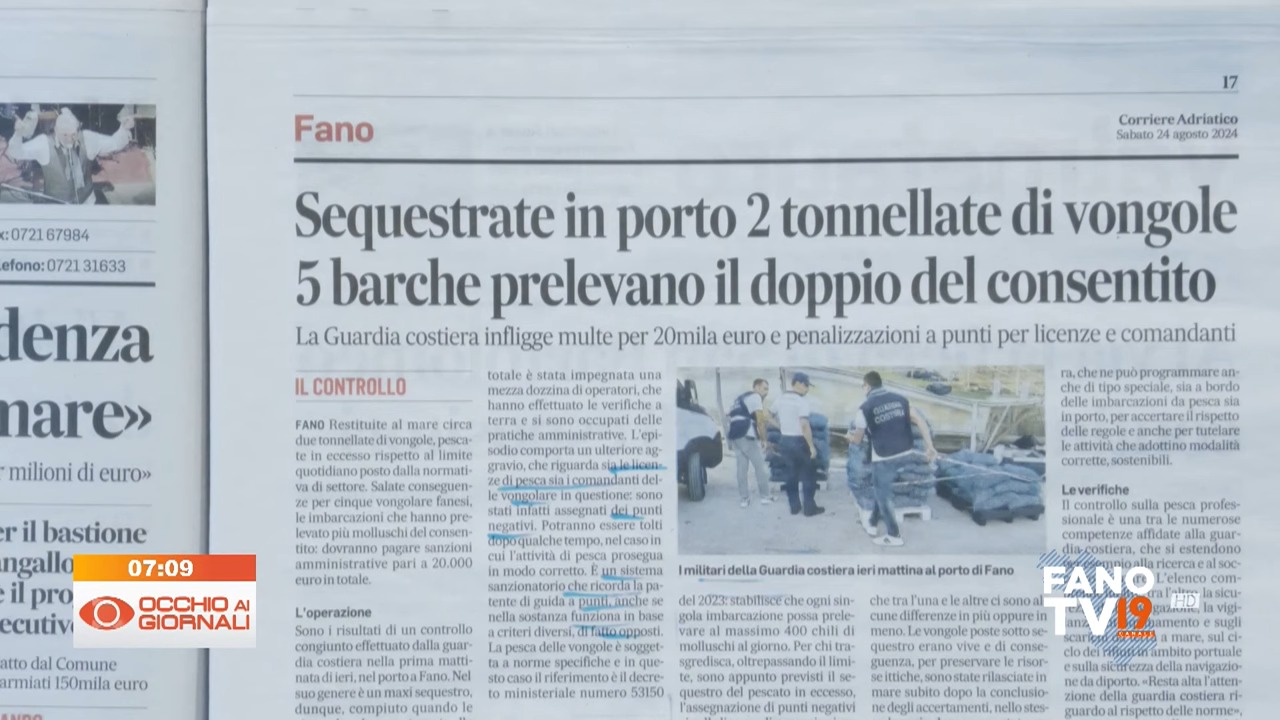 x: 0721 67984
lefono: 0721 31633
denza
mare»
r milioni di euro»
er il bastione
angallo
e il pro
ecutivo
atto dal Comune
armiati 150mila euro
17
Fano
Corriere Adriatico
Sabato 24 agosto 2024
Sequestrate in porto 2 tonnellate di vongole
5 barche prelevano il doppio del consentito
La Guardia costiera infligge multe per 20mila euro e penalizzazioni a punti per licenze e comandanti
IL CONTROLLO
FANO Restituite al mare circa
due tonnellate di vongole, pesca-
te in eccesso rispetto al limite
quotidiano posto dalla normati-
va di settore. Salate conseguen-
ze per cinque vongolare fanesi,
le imbarcazioni che hanno pre-
levato più molluschi del consen-
tito: dovranno pagare sanzioni
amministrative pari a 20.000
euro in totale.
L'operazione
Sono i risultati di un controllo
congiunto effettuato dalla guar-
dia costiera nella prima matti-
nata di ieri, nel porto a Fano. Nel
suo genere è un maxi sequestro,
dunque, compiuto quando le
totale è stata impegnata una
mezza dozzina di operatori, che
hanno effettuato le verifiche a
terra e si sono occupati delle
pratiche amministrative. L'epi-
sodio comporta un ulteriore ag-
gravio, che riguarda sia le licen-
ze di pesca sia i comandanti del-
le vongolare in questione: sono
stati infatti assegnati dei punti
negativi. Potranno essere tolti
dopo qualche tempo, nel caso in
cui l'attività di pesca prosegua
in modo corretto. È un sistema
sanzionatorio che ricorda la pa-
tente di guida a punti, anche se
nella sostanza funziona in base
a criteri diversi, di fatto opposti.
La pesca delle vongole è sogget-
ta a norme specifiche e in que-
sto caso il riferimento è il decre-
to ministeriale numero 53150
GUARDIA
COSTIERA
I militari della Guardia costiera ieri mattina al porto di Fano
del 2023: stabilisce che ogni sin-
gola imbarcazione possa prele-
vare al massimo 400 chili di
molluschi al giorno. Per chi tra-
sgredisca, oltrepassando il limi-
te, sono appunto previsti il se-
questro del pescato in eccesso,
l'assegnazione di punti negativi
che tra l'una e le altre ci sono al-
cune differenze in più oppure in
meno. Le vongole poste sotto se-
questro erano vive e di conse-
guenza, per preservare le risor-
se ittiche, sono state rilasciate in
mare subito dopo la conclusio-
ne degli accertamenti, nello stes-
ra, che ne può programmare an-
che di tipo speciale, sia a bordo
delle imbarcazioni da pesca sia
in porto, per accertare il rispetto
delle regole e anche per tutelare
le attività che adottino modalità
corrette, sostenibili.
Le verifiche
Il controllo sulla pesca profes-
sionale è una tra le numerose
competenze affidate alla guar-
dia costiera, che si estendono
alla ricerca e al soc-
L'elenco com-
tra l'altro la sicu-
la vigi-
e sugli
a mare, sul ci-
clo dei ambito portuale
e sulla sicurezza della navigazio-
ne da diporto. «Resta alta l'atten-
zione della guardia costiera ri-
guardo al rispetto delle norme»,
07:09
OCCHIO AI
GIORNALI
FANO
TV19 HD
CANALE